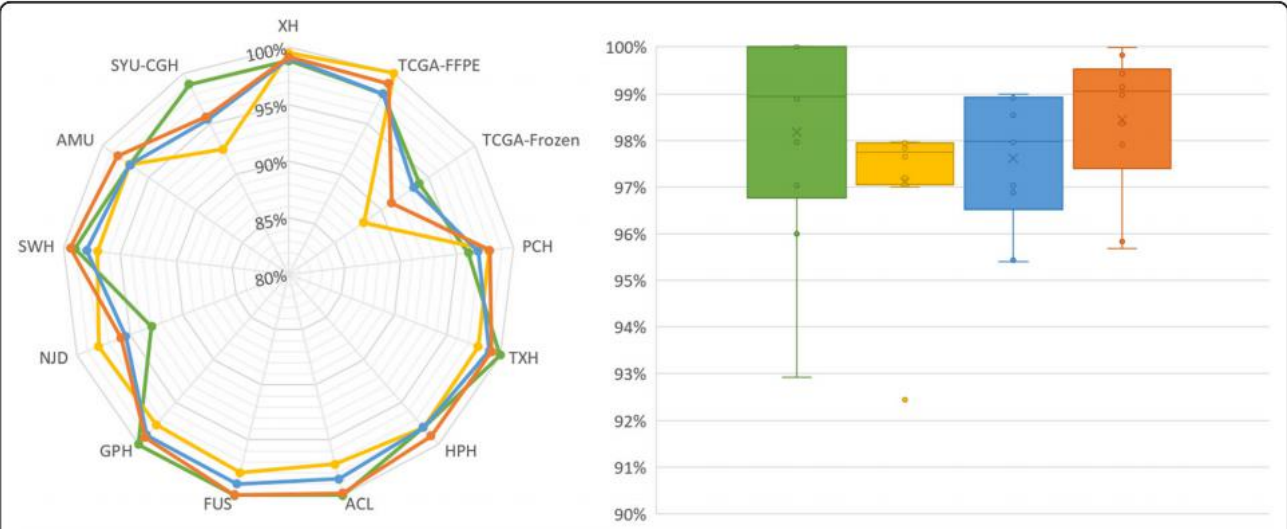 XH
TCGA-FFPE
TCGA-Frozen
PCH
TXH
HPH
ACL
FUS
GPH
NJD
SWH
AMU
SYU-CGH
100%
95%
90%
85%
80%
100%
99%
98%
97%
96%
95%
94%
93%
92%
91%
90%